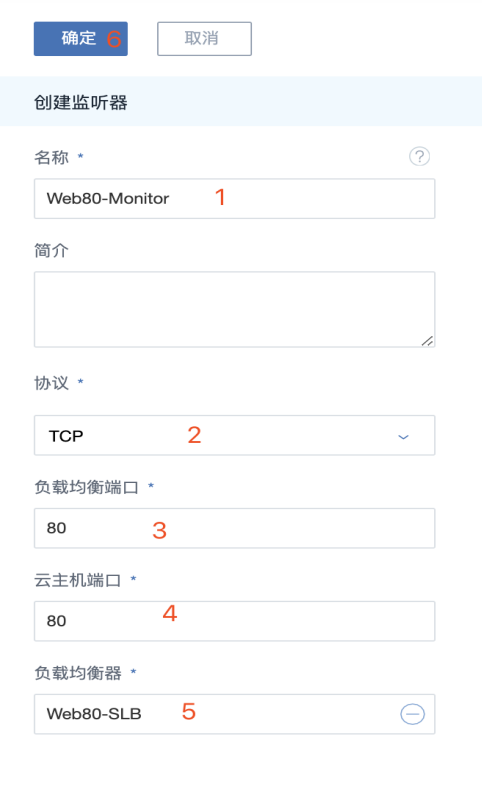 确定 6 取消
创建监听器
名称 * ?
Web80-Monitor 1
简介
协议 *
TCP 2
负载均衡端口 *
80 3
云主机端口 *
80 4
负载均衡器 *
Web80-SLB 5